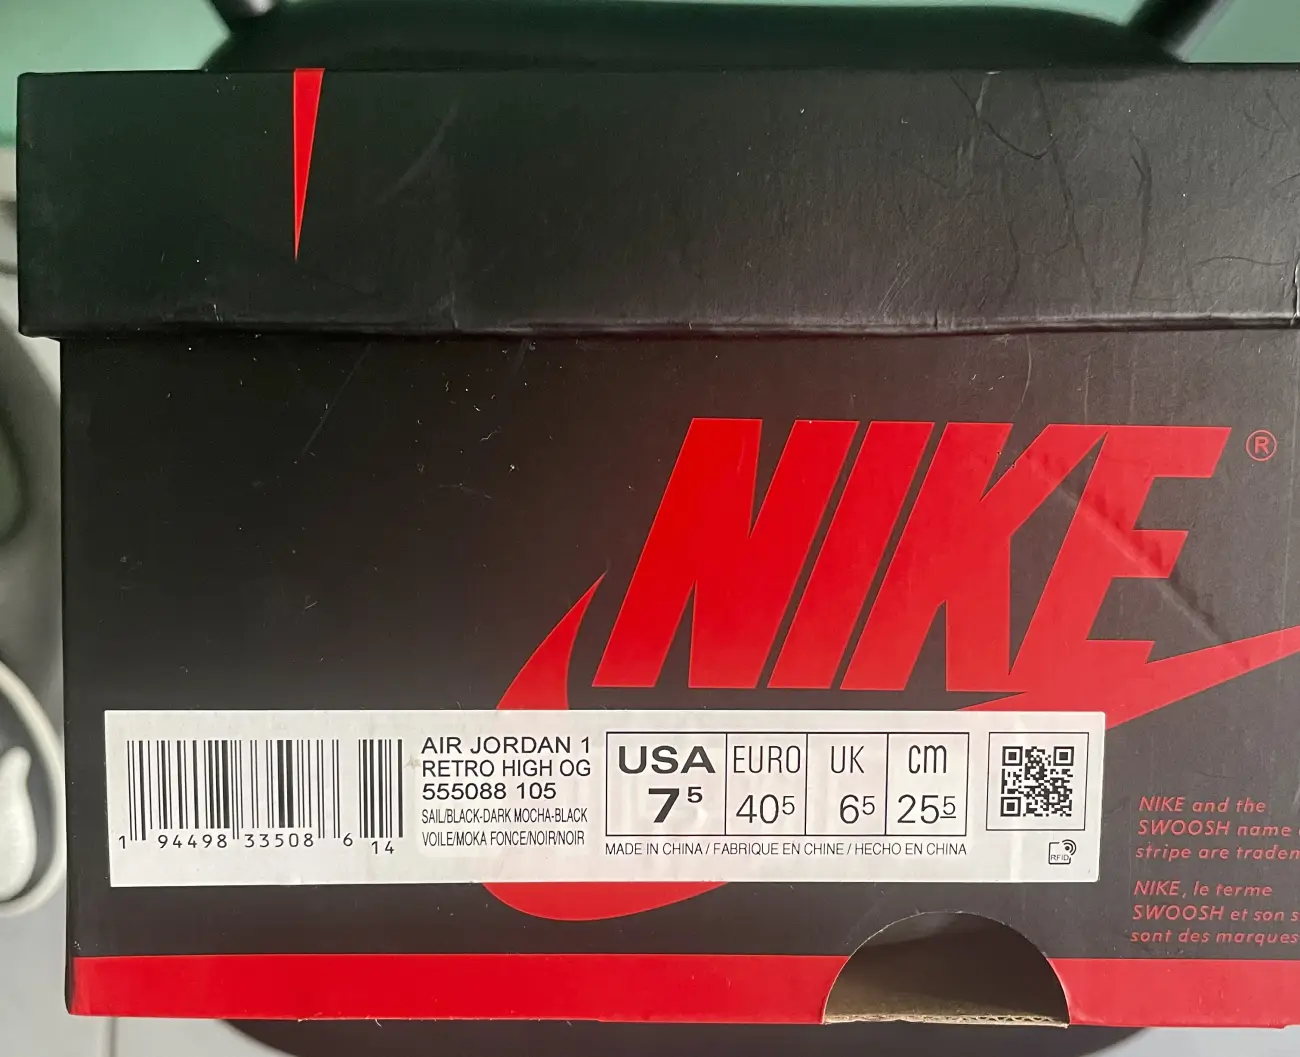 NIKE ®
AIR JORDAN 1
RETRO HIGH OG
555088 105
SAIL/BLACK-DARK MOCHA-BLACK
VOILE/MOKA FONCE/NOIR/NOIR
1 94498 33508 6 14
USA EURO UK CM
7⁵ 40⁵ 6⁵ 25⁵
MADE IN CHINA / FABRIQUE EN CHINE / HECHO EN CHINA
RFID
NIKE and the
SWOOSH name
stripe are
NIKE, le terme
SWOOSH et son
sont des marques